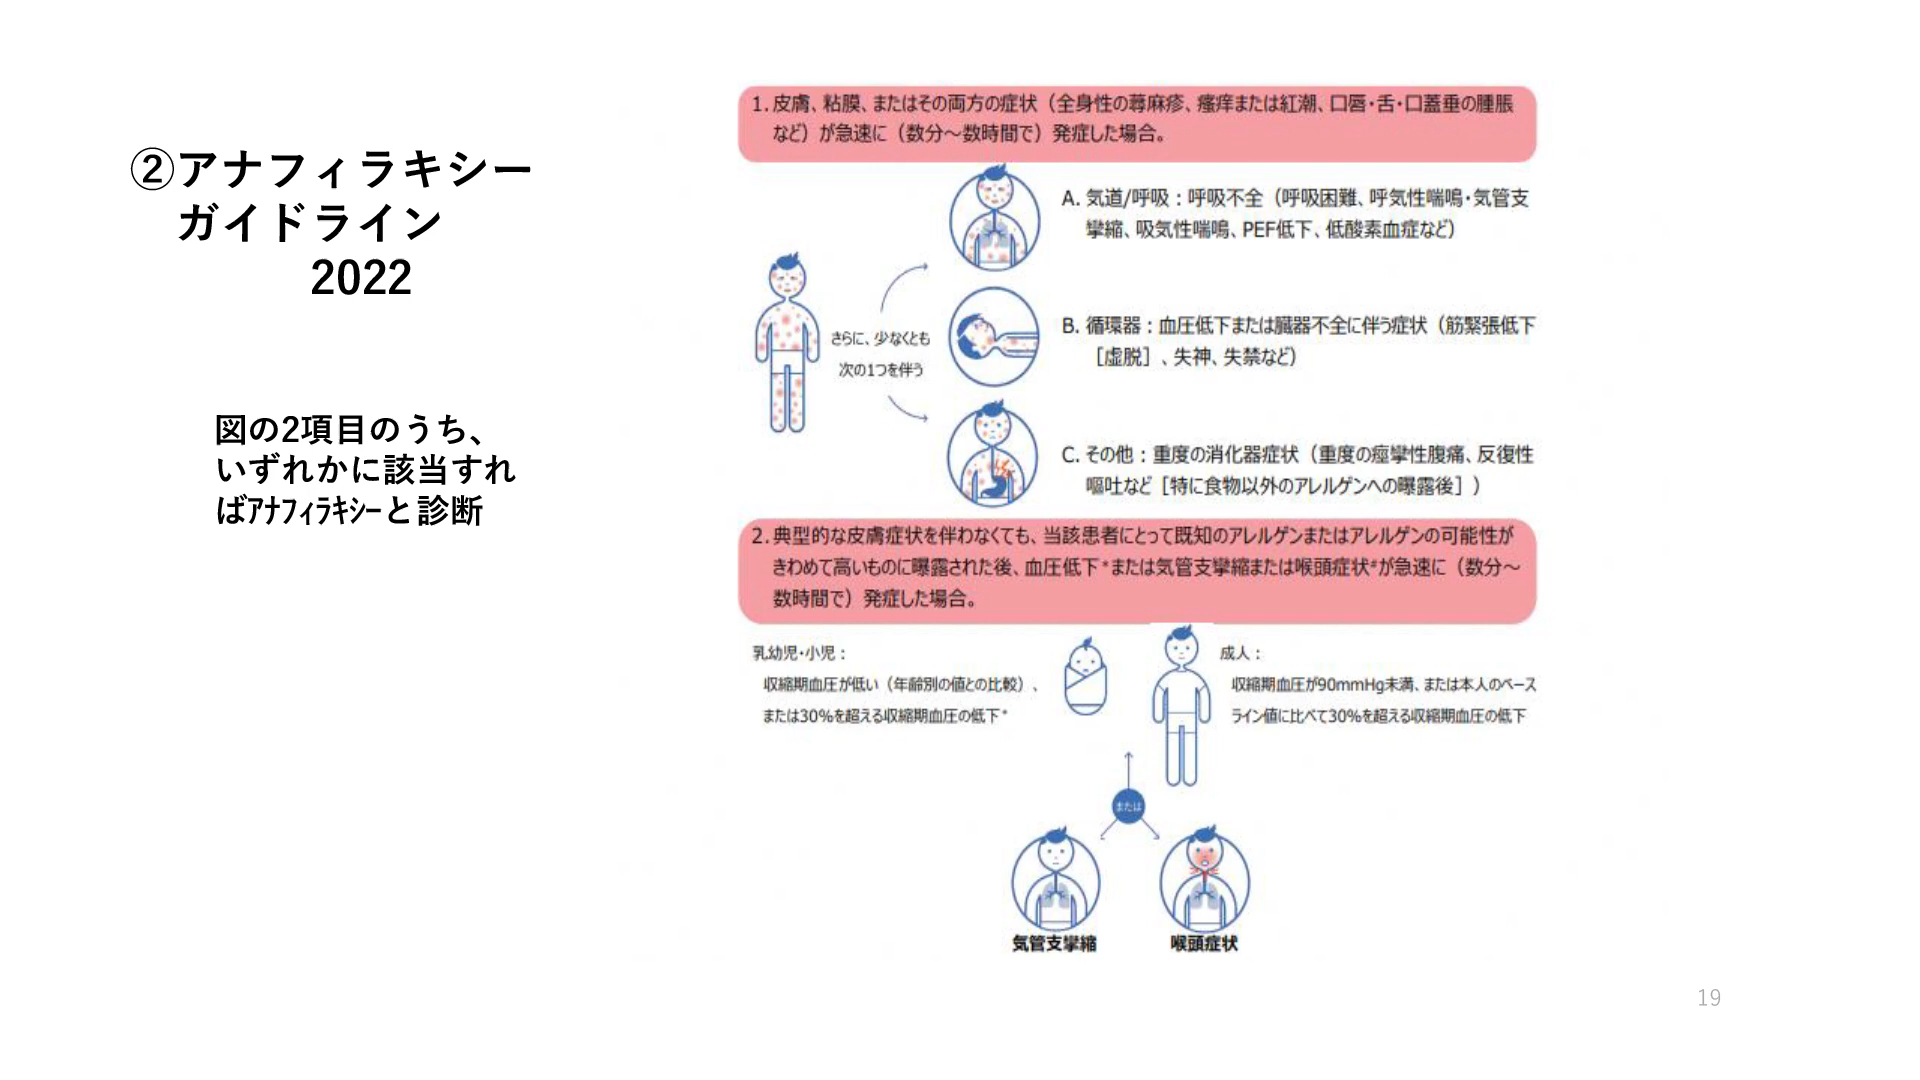 ②アナフィラキシー
ガイドライン
2022
図の2項目のうち、
いずれかに該当すれ
ばｱﾅﾌｨﾗｷｼｰと診断
1. 皮膚、粘膜、またはその両方の症状（全身性の蕁麻疹、瘙痒または紅潮、口唇・舌・口蓋垂の腫脹
など）が急速に（数分～数時間で）発症した場合。
さらに、少なくとも
次の1つを伴う
A. 気道/呼吸：呼吸不全（呼吸困難、呼気性喘鳴・気管支
攣縮、吸気性喘鳴、PEF低下、低酸素血症など）
B. 循環器：血圧低下または臓器不全に伴う症状（筋緊張低下
［虚脱］、失神、失禁など）
C. その他：重度の消化器症状（重度の痙攣性腹痛、反復性
嘔吐など［特に食物以外のアレルゲンへの曝露後］）
2. 典型的な皮膚症状を伴わなくても、当該患者にとって既知のアレルゲンまたはアレルゲンの可能性が
きわめて高いものに曝露された後、血圧低下*または気管支攣縮または喉頭症状#が急速に（数分～
数時間で）発症した場合。
乳幼児・小児：
収縮期血圧が低い（年齢別の値との比較）、
または30%を超える収縮期血圧の低下*
成人：
収縮期血圧が90mmHg未満、または本人のベース
ライン値に比べて30%を超える収縮期血圧の低下
または
気管支攣縮
喉頭症状
19